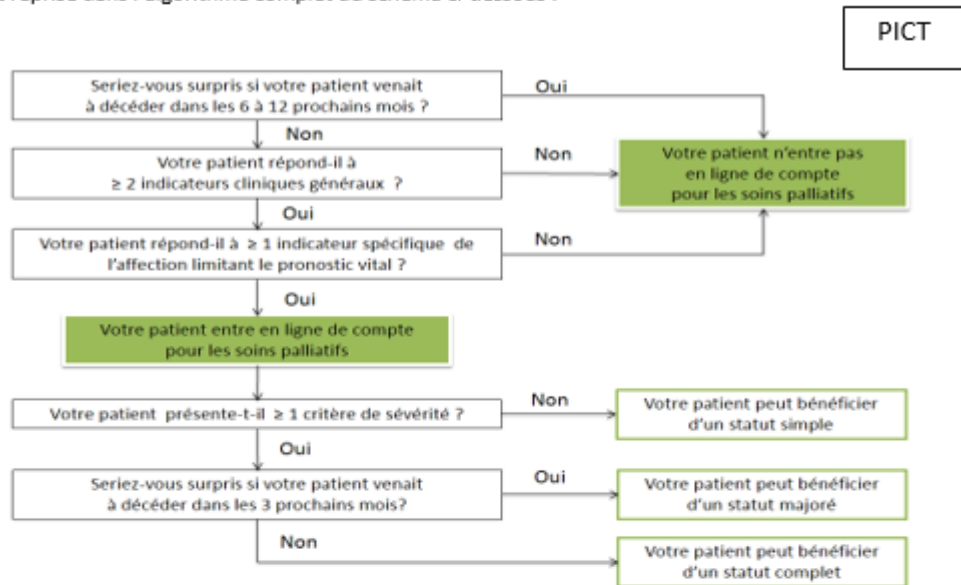 PICT
Seriez-vous surpris si votre patient venait
à décéder dans les 6 à 12 prochains mois ?
Oui
Non
Votre patient répond-il à
≥ 2 indicateurs cliniques généraux ?
Non
Votre patient n'entre pas
en ligne de compte
pour les soins palliatifs
Oui
Votre patient répond-il à ≥ 1 indicateur spécifique de
l'affection limitant le pronostic vital ?
Non
Oui
Votre patient entre en ligne de compte
pour les soins palliatifs
Votre patient présente-t-il ≥ 1 critère de sévérité ?
Non
Votre patient peut bénéficier
d'un statut simple
Oui
Seriez-vous surpris si votre patient venait
à décéder dans les 3 prochains mois?
Oui
Votre patient peut bénéficier
d'un statut majoré
Non
Votre patient peut bénéficier
d'un statut complet